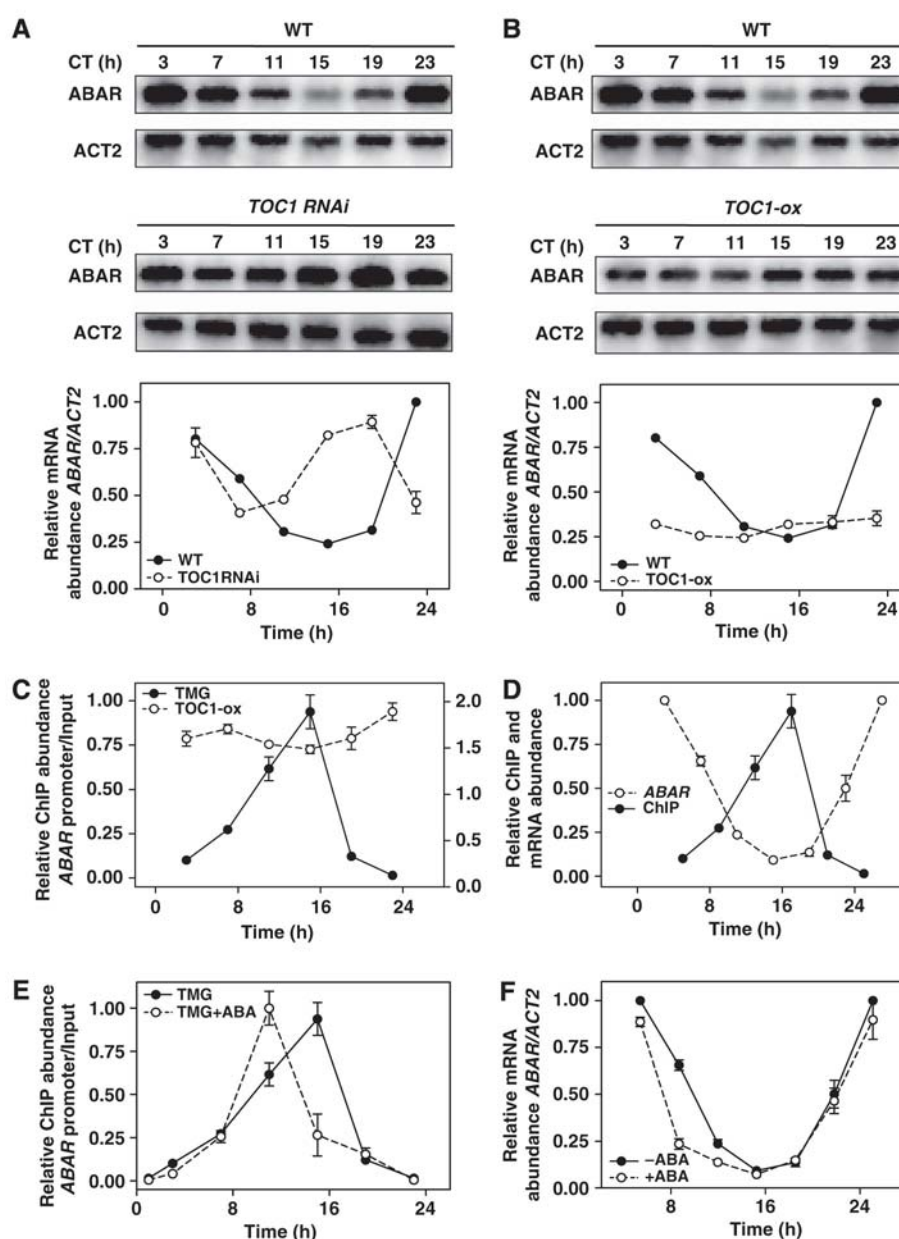 A
WT
CT (h) 3 7 11 15 19 23
ABAR
ACT2
TOC1 RNAi
CT (h) 3 7 11 15 19 23
ABAR
ACT2
Relative mRNA
abundance ABAR/ACT2
1.00
0.75
0.50
0.25
0.00
WT
TOC1RNAi
0 8 16 24
Time (h)
B
WT
CT (h) 3 7 11 15 19 23
ABAR
ACT2
TOC1-ox
CT (h) 3 7 11 15 19 23
ABAR
ACT2
Relative mRNA
abundance ABAR/ACT2
1.00
0.75
0.50
0.25
0.00
WT
TOC1-ox
0 8 16 24
Time (h)
C
TMG
TOC1-ox
Relative ChIP abundance
ABAR promoter/Input
1.00
0.75
0.50
0.25
0.00
2.0
1.5
1.0
0.5
0.0
0 8 16 24
Time (h)
D
Relative ChIP and
mRNA abundance
1.00
0.75
0.50
0.25
0.00
ABAR
ChIP
0 8 16 24
Time (h)
E
TMG
TMG+ABA
Relative ChIP abundance
ABAR promoter/Input
1.00
0.75
0.50
0.25
0.00
0 8 16 24
Time (h)
F
Relative mRNA
abundance ABAR/ACT2
1.00
0.75
0.50
0.25
0.00
−ABA
+ABA
8 16 24
Time (h)